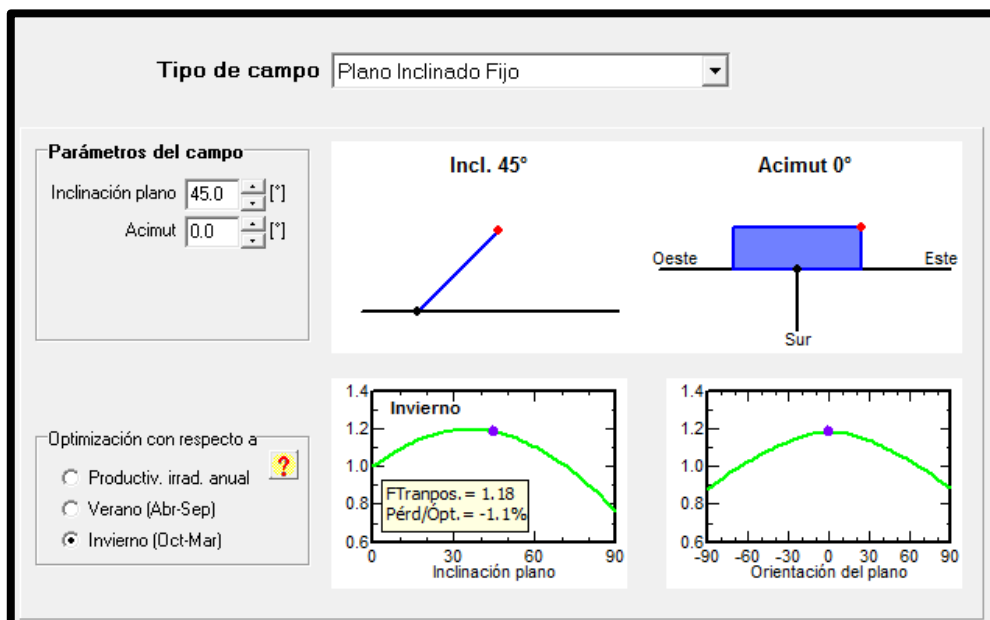 Tipo de campo Plano Inclinado Fijo
Parámetros del campo
Inclinación plano 45.0 [°]
Acimut 0.0 [°]
Incl. 45°
Acimut 0°
Oeste Este
Sur
Optimización con respecto a
?
Productiv. irrad. anual
Verano (Abr-Sep)
Invierno (Oct-Mar)
1.4
1.2
1.0
0.8
0.6
Invierno
FTranpos. = 1.18
Pérd/Ópt. = -1.1%
0 30 60 90
Inclinación plano
1.4
1.2
1.0
0.8
0.6
-90 -60 -30 0 30 60 90
Orientación del plano